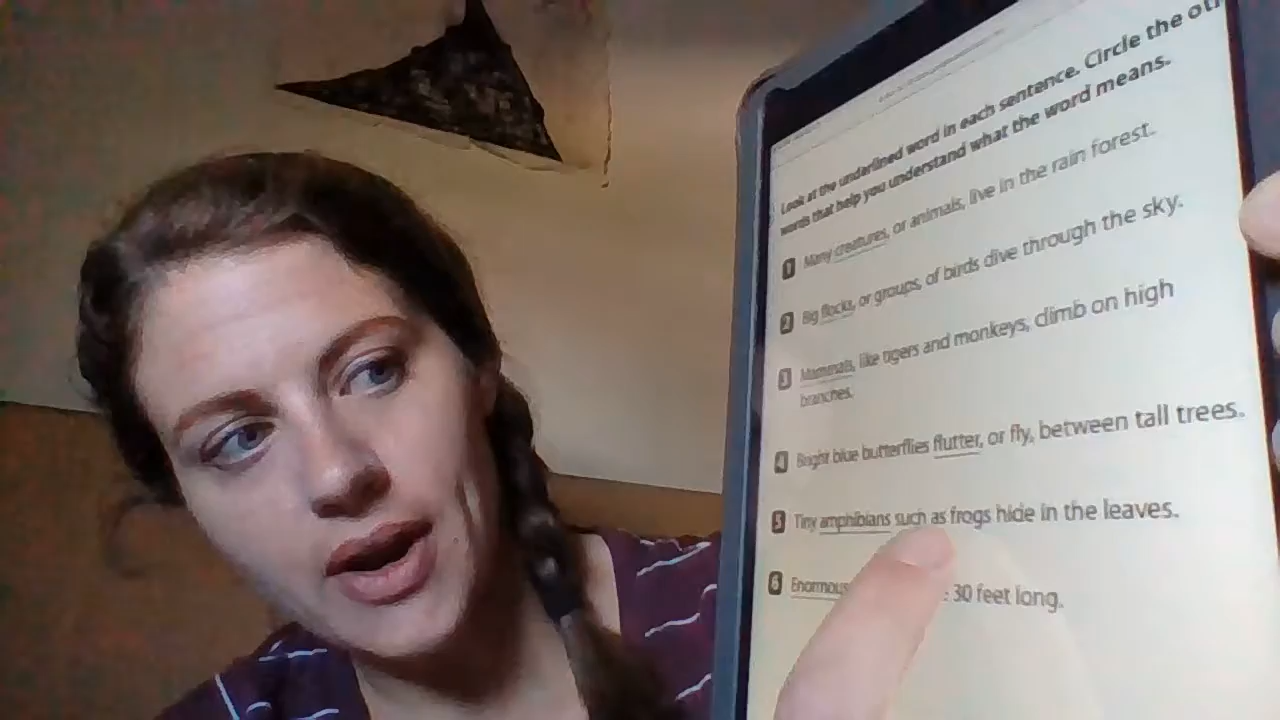 Look at the underlined word in each sentence. Circle the
words that help you understand what the word means.
1 Many creatures, or animals, live in the rain forest.
2 Big flocks, or groups, of birds dive through the sky.
3 Mammals, like tigers and monkeys, climb on high
branches.
4 Bright blue butterflies flutter, or fly, between tall trees.
5 Tiny amphibians such as frogs hide in the leaves.
6 Enormous 30 feet long.